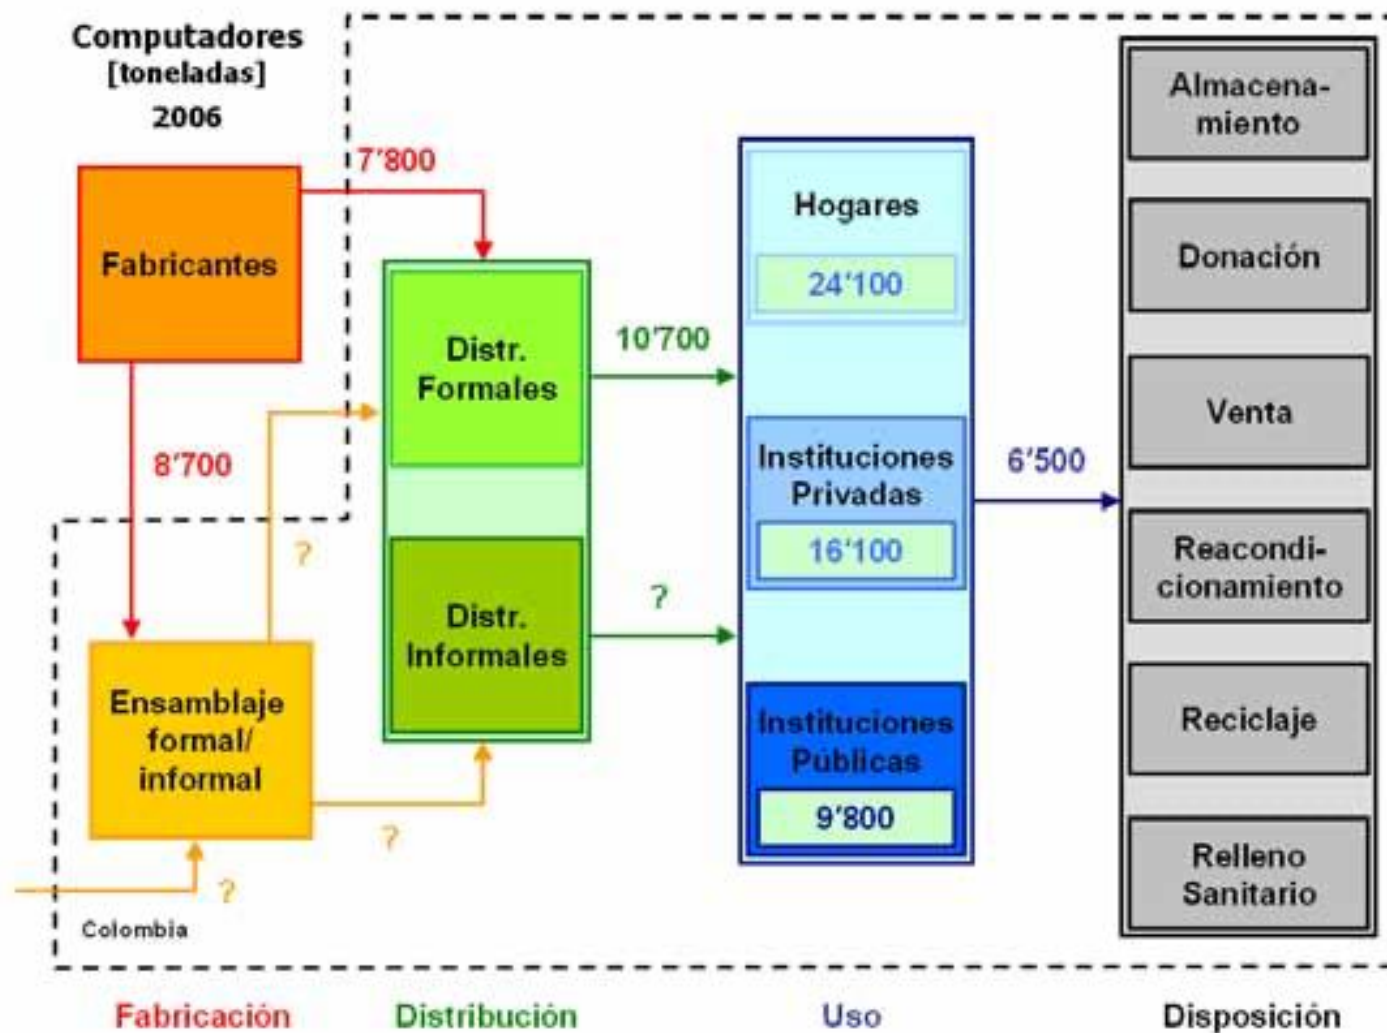 Computadores
[toneladas]
2006
7‘800
Fabricantes
8‘700
?
Ensamblaje
formal/
informal
?
?
Colombia
Distr.
Formales
Distr.
Informales
10‘700
?
Hogares
24‘100
Instituciones
Privadas
16‘100
Instituciones
Públicas
9‘800
6‘500
Almacena-
miento
Donación
Venta
Reacondi-
cionamiento
Reciclaje
Relleno
Sanitario
Fabricación
Distribución
Uso
Disposición